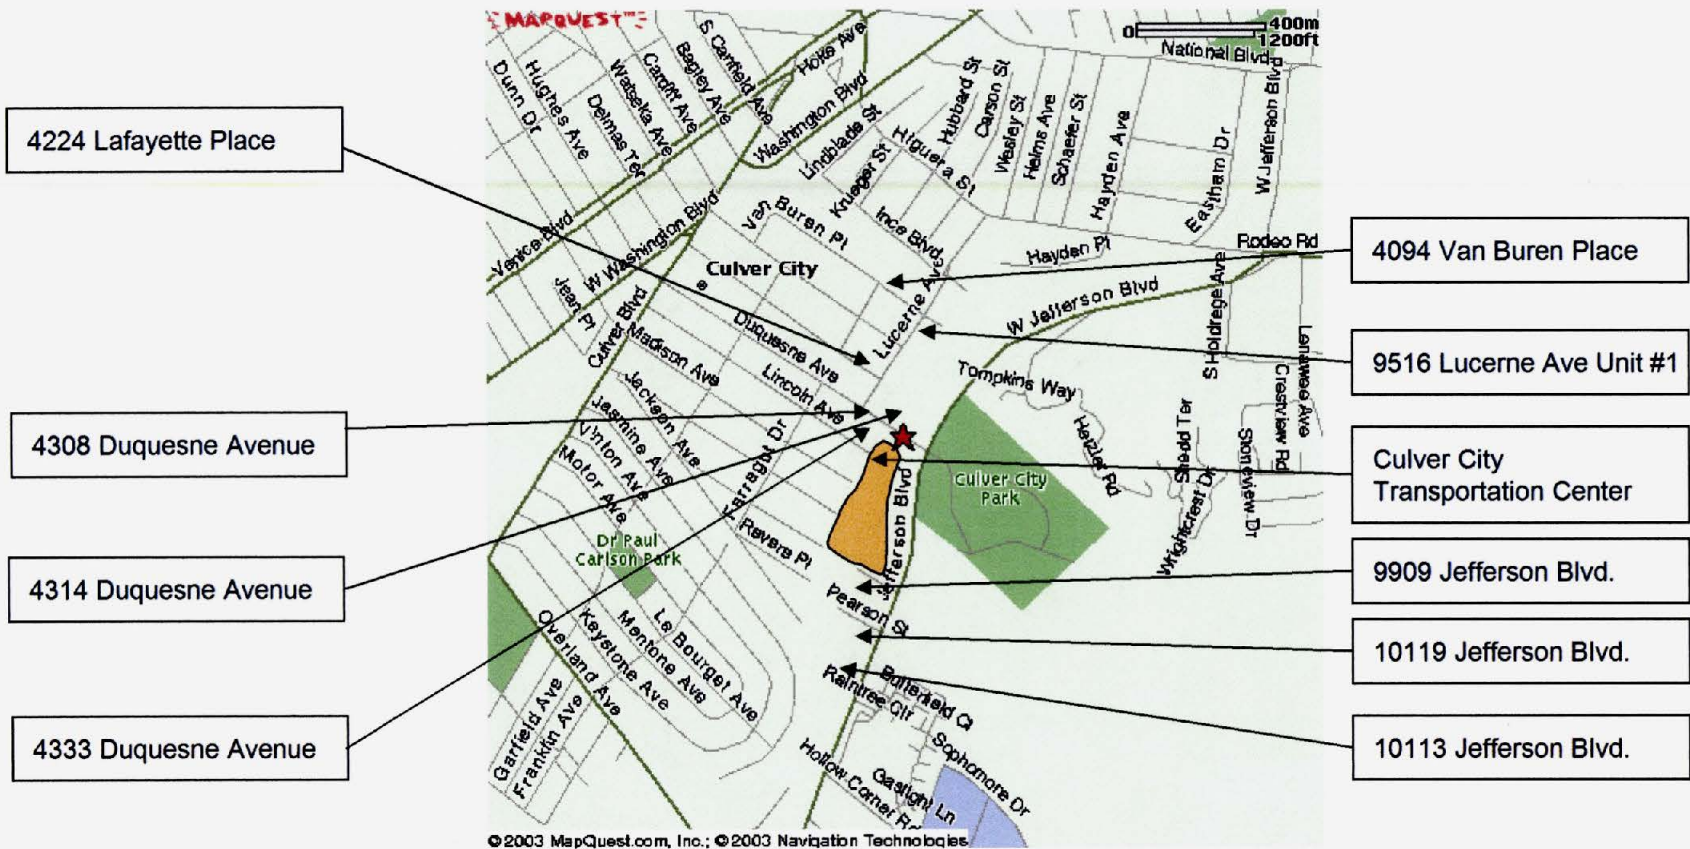 MAPQUEST™
0 400m
1200ft
National Blvd
S Canfield Ave
Bagley Ave
Cardiff Ave
Watseka Ave
Delmas Ter
Hughes Ave
Dunn Dr
Washington Blvd
Lindblade St
Krueger St
Higuera St
Hubbard St
Carson St
Wesley St
Helms Ave
Schaefer St
Hayden Ave
Eastham Dr
W Jefferson Blvd
4224 Lafayette Place
Van Buren Pl
Ince Blvd
Hayden Pl
Rodeo Rd
4094 Van Buren Place
Venice Blvd
W Washington Blvd
Culver City
Lucerne Ave
W Jefferson Blvd
S Holdrege Ave
Jean Pl
Culver Blvd
Duquesne Ave
Madison Ave
Lincoln Ave
9516 Lucerne Ave Unit #1
Lenawee Ave
Crestview Rd
Tompkins Way
Jackson Ave
Jasmine Ave
Vinton Ave
Motor Ave
Farragut Dr
Hetzler Rd
Shedd Ter
Stoneview Dr
Wrightcrest Dr
4308 Duquesne Avenue
Culver City
Transportation Center
Culver City
Park
Jefferson Blvd
Revere Pl
Dr Paul
Carlson Park
4314 Duquesne Avenue
9909 Jefferson Blvd.
Pearson St
Overland Ave
Keystone Ave
Mentone Ave
Le Bourget Ave
10119 Jefferson Blvd.
Raintree Cir
Butterfield Ct
4333 Duquesne Avenue
10113 Jefferson Blvd.
Garfield Ave
Franklin Ave
Hollow Corner Rd
Gaslight Ln
Sophomore Dr
©2003 MapQuest.com, Inc.; ©2003 Navigation Technologies